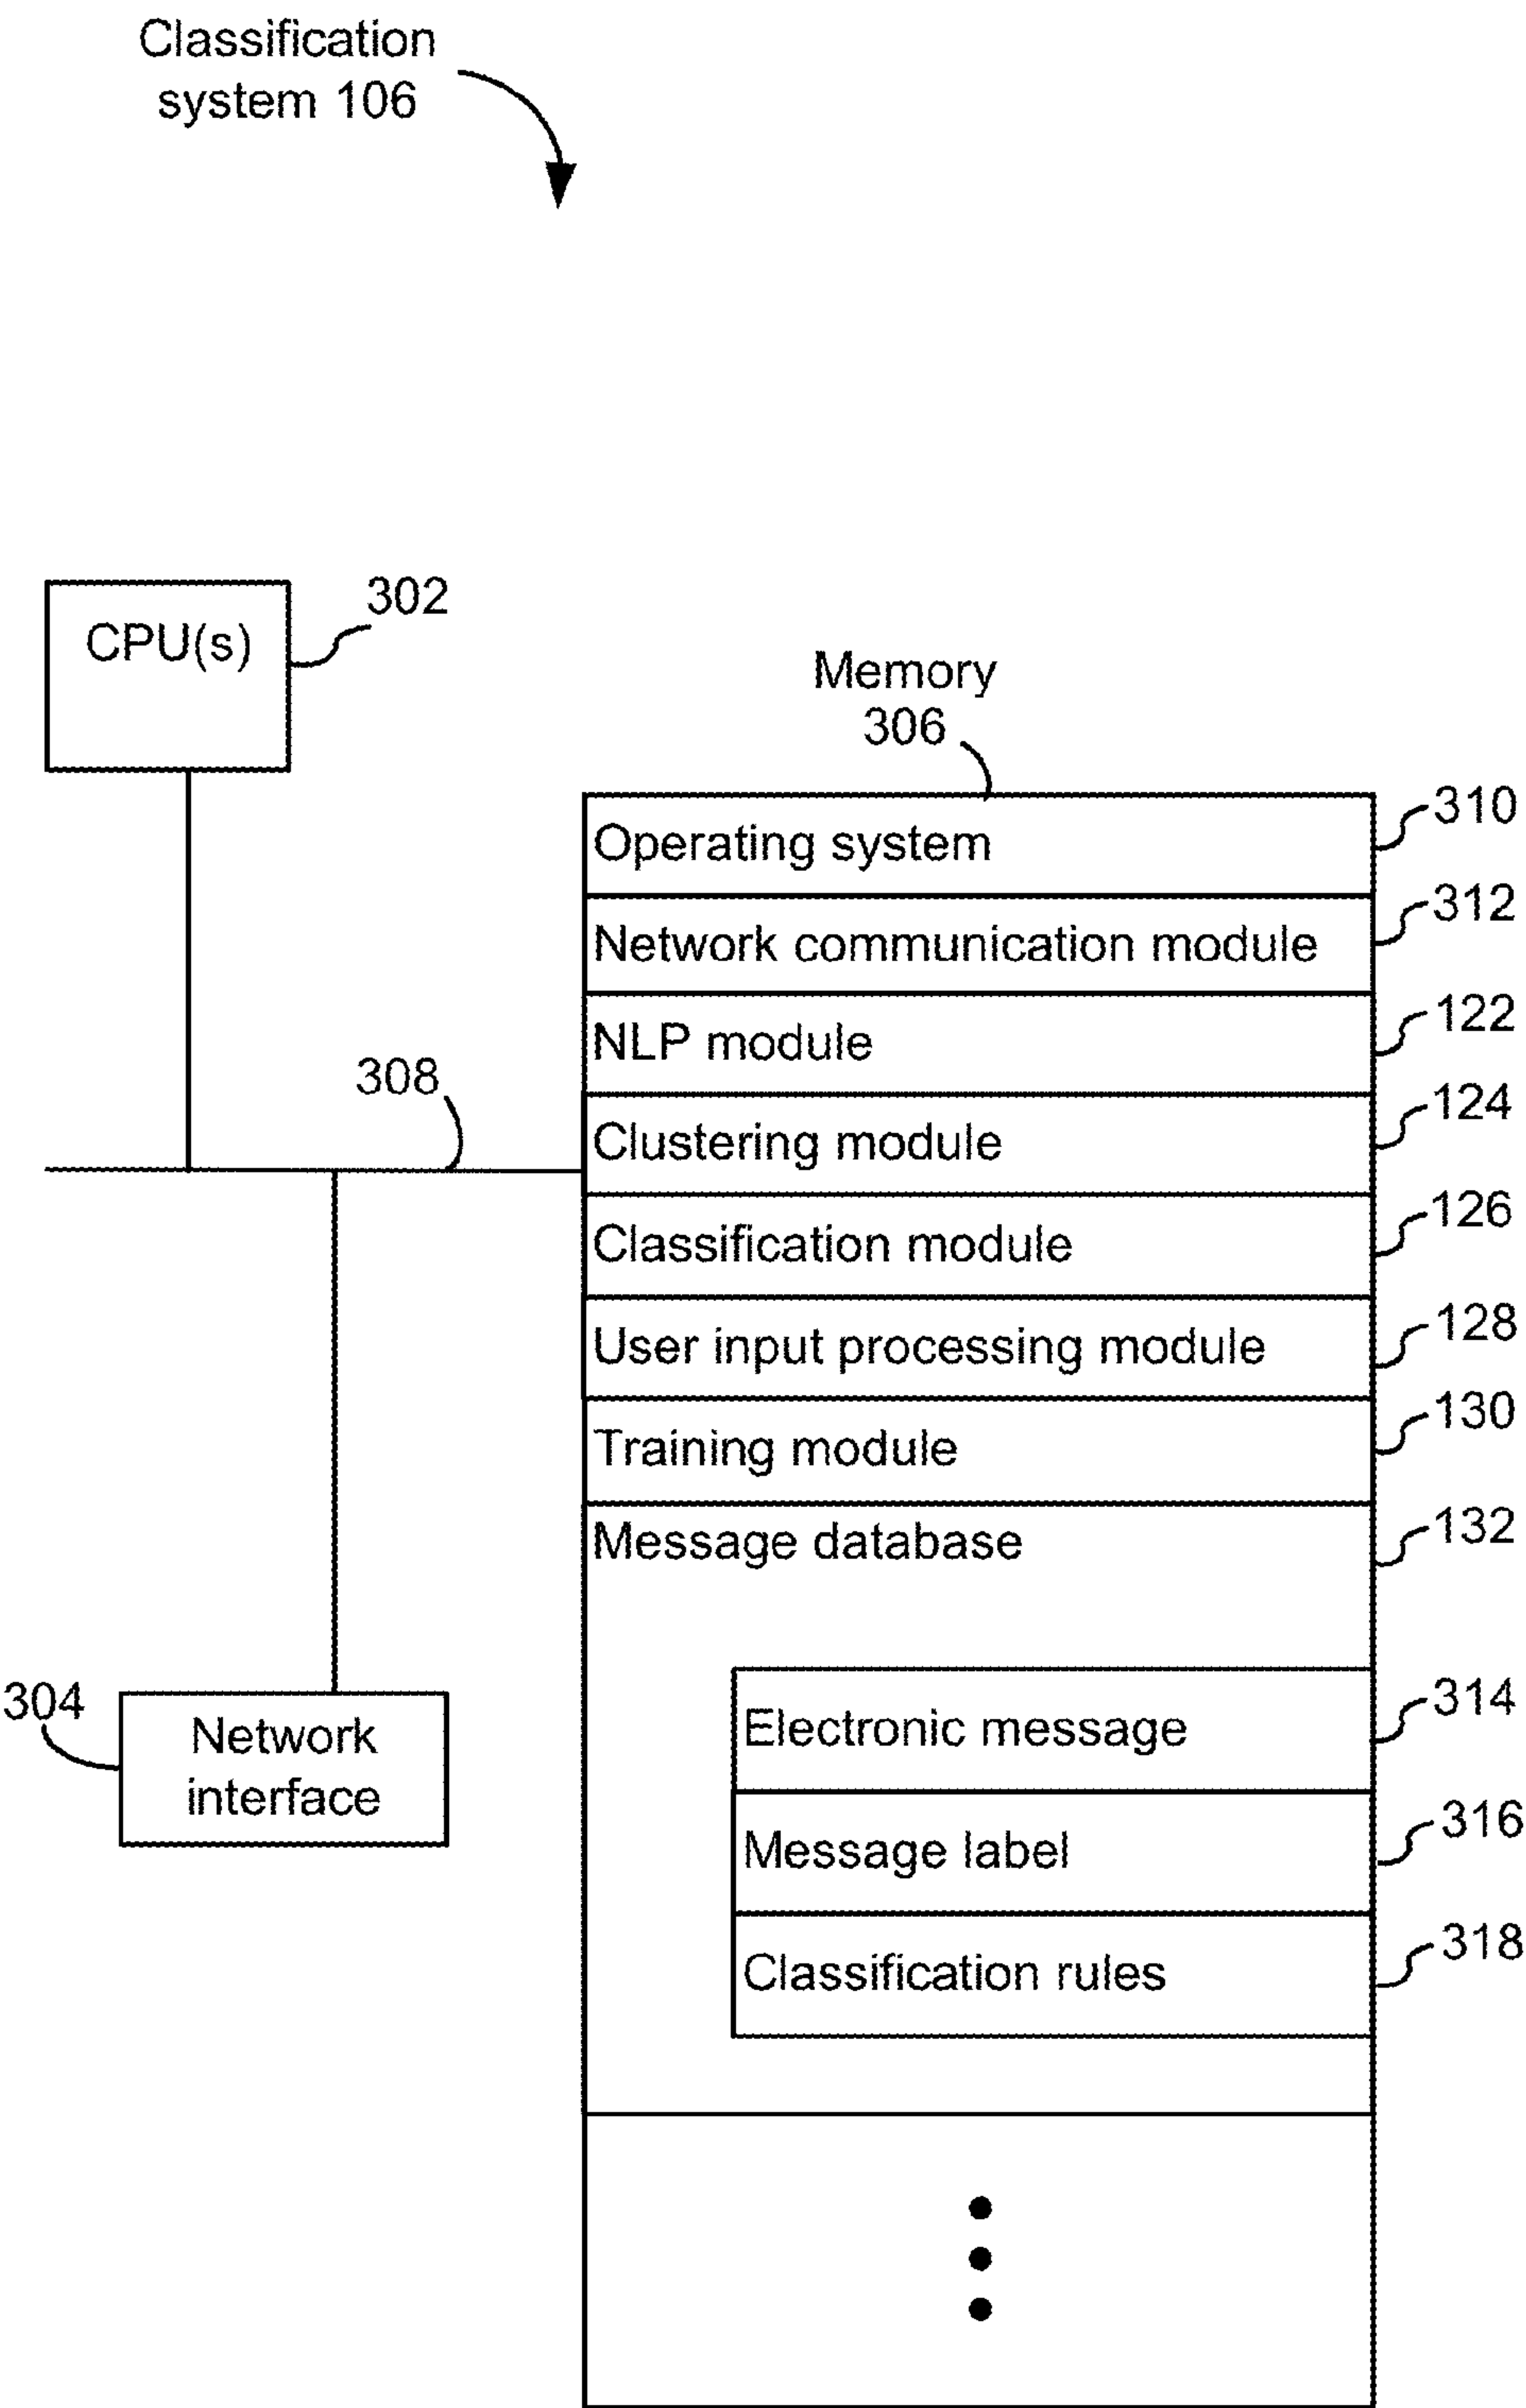 Classification
system 106
CPU(s)
302
Memory
306
Operating system
310
Network communication module
312
NLP module
122
308
Clustering module
124
Classification module
126
User input processing module
128
Training module
130
Message database
132
304
Network
interface
Electronic message
314
Message label
316
Classification rules
318